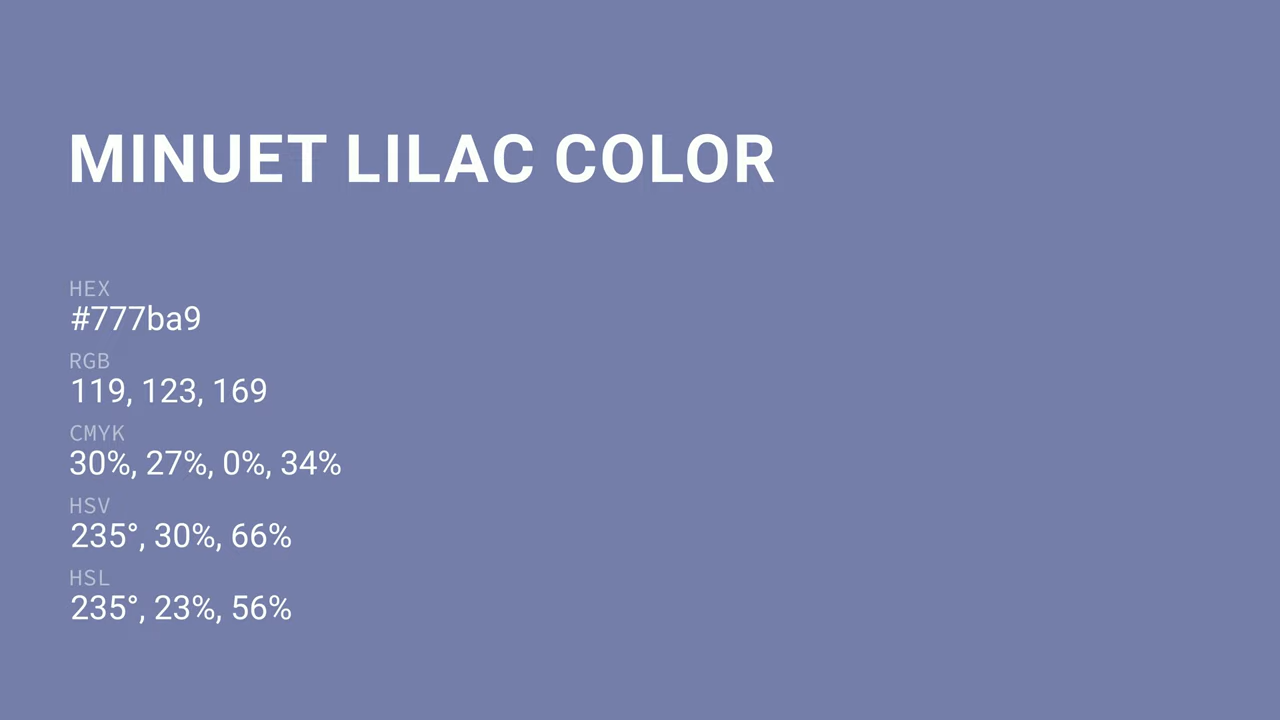 MINUET LILAC COLOR
HEX
#777ba9
RGB
119, 123, 169
CMYK
30%, 27%, 0%, 34%
HSV
235°, 30%, 66%
HSL
235°, 23%, 56%